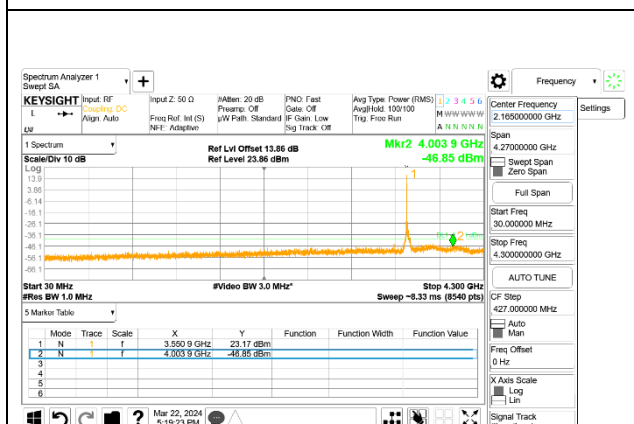 Spectrum Analyzer 1
Swept SA
+
Frequency
KEYSIGHT
L
Input: RF
Coupling: DC
Align: Auto
Input Z: 50 Ω
Freq Ref: Int (S)
NFE: Adaptive
#Atten: 20 dB
Preamp: Off
µW Path: Standard
PNO: Fast
Gate: Off
IF Gain: Low
Sig Track: Off
Avg Type: Power (RMS)
Avg|Hold: 100/100
Trig: Free Run
1 2 3 4 5 6
M W W W W W
A N N N N N
1 Spectrum
Scale/Div 10 dB
Ref Lvl Offset 13.86 dB
Ref Level 23.86 dBm
Mkr2 4.003 9 GHz
-46.85 dBm
Log
13.9
3.86
-6.14
-16.1
-26.1
-36.1
-46.1
-56.1
-66.1
1
2
Start 30 MHz
#Res BW 1.0 MHz
#Video BW 3.0 MHz*
Stop 4.300 GHz
Sweep ~8.33 ms (8540 pts)
5 Marker Table
Mode Trace Scale X Y Function Function Width Function Value
1 N 1 f 3.550 9 GHz 23.17 dBm
2 N 1 f 4.003 9 GHz -46.85 dBm
3
4
5
6
?
Mar 22, 2024
5:19:23 PM
Center Frequency
2.165000000 GHz
Settings
Span
4.27000000 GHz
Swept Span
Zero Span
Full Span
Start Freq
30.000000 MHz
Stop Freq
4.300000000 GHz
AUTO TUNE
CF Step
427.000000 MHz
Auto
Man
Freq Offset
0 Hz
X Axis Scale
Log
Lin
Signal Track